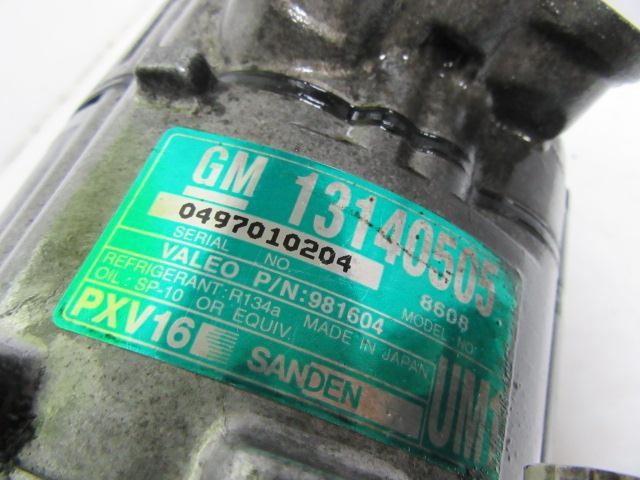 GM 13140505
0497010204
SERIAL NO.
8608
MODEL NO.
VALEO P/N:981604
REFRIGERANT:R134a MADE IN JAPAN
OIL: SP-10 OR EQUIV.
PXV16 SANDEN